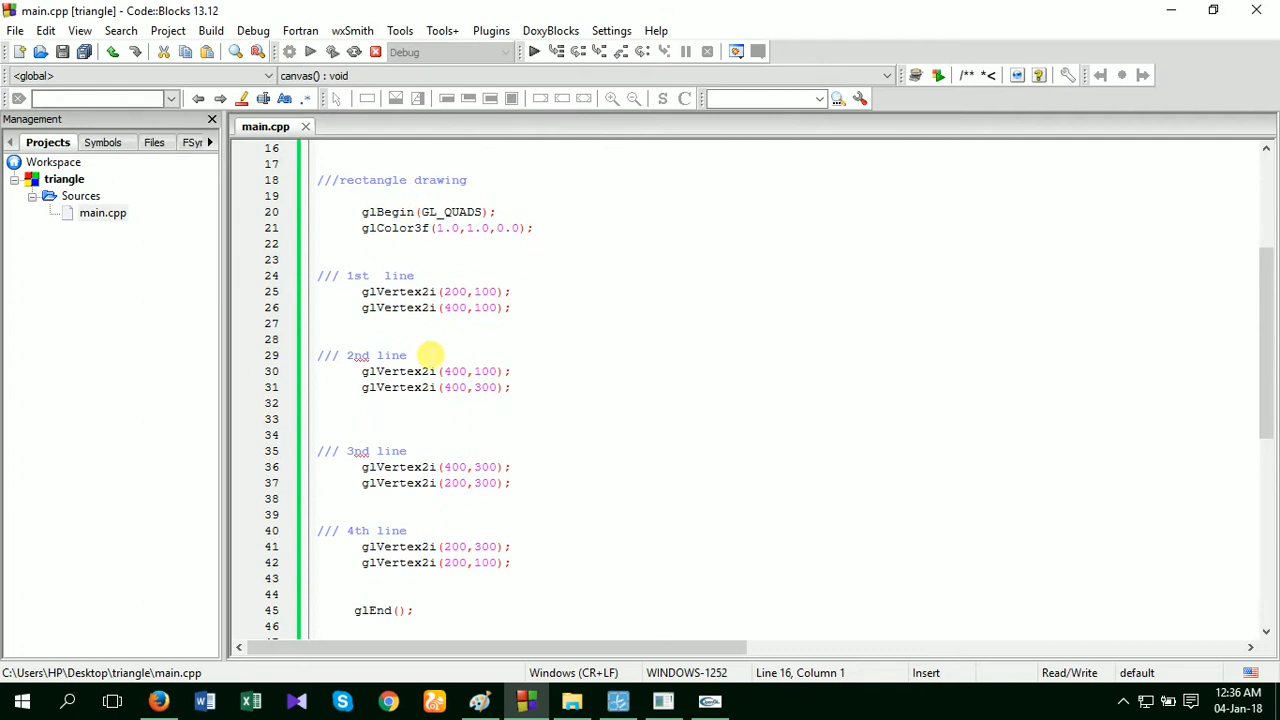 main.cpp [triangle] - Code::Blocks 13.12
File Edit View Search Project Build Debug Fortran wxSmith Tools Tools+ Plugins DoxyBlocks Settings Help
Debug
<global> canvas() : void
/** *<
Aa .* S C
Management
main.cpp
Projects Symbols Files FSy
Workspace
triangle
Sources
main.cpp
16
17
18 ///rectangle drawing
19
20 glBegin(GL_QUADS);
21 glColor3f(1.0,1.0,0.0);
22
23
24 /// 1st line
25 glVertex2i(200,100);
26 glVertex2i(400,100);
27
28
29 /// 2nd line
30 glVertex2i(400,100);
31 glVertex2i(400,300);
32
33
34
35 /// 3nd line
36 glVertex2i(400,300);
37 glVertex2i(200,300);
38
39
40 /// 4th line
41 glVertex2i(200,300);
42 glVertex2i(200,100);
43
44
45 glEnd();
46
C:\Users\HP\Desktop\triangle\main.cpp Windows (CR+LF) WINDOWS-1252 Line 16, Column 1 Insert Read/Write default
12:36 AM
04-Jan-18